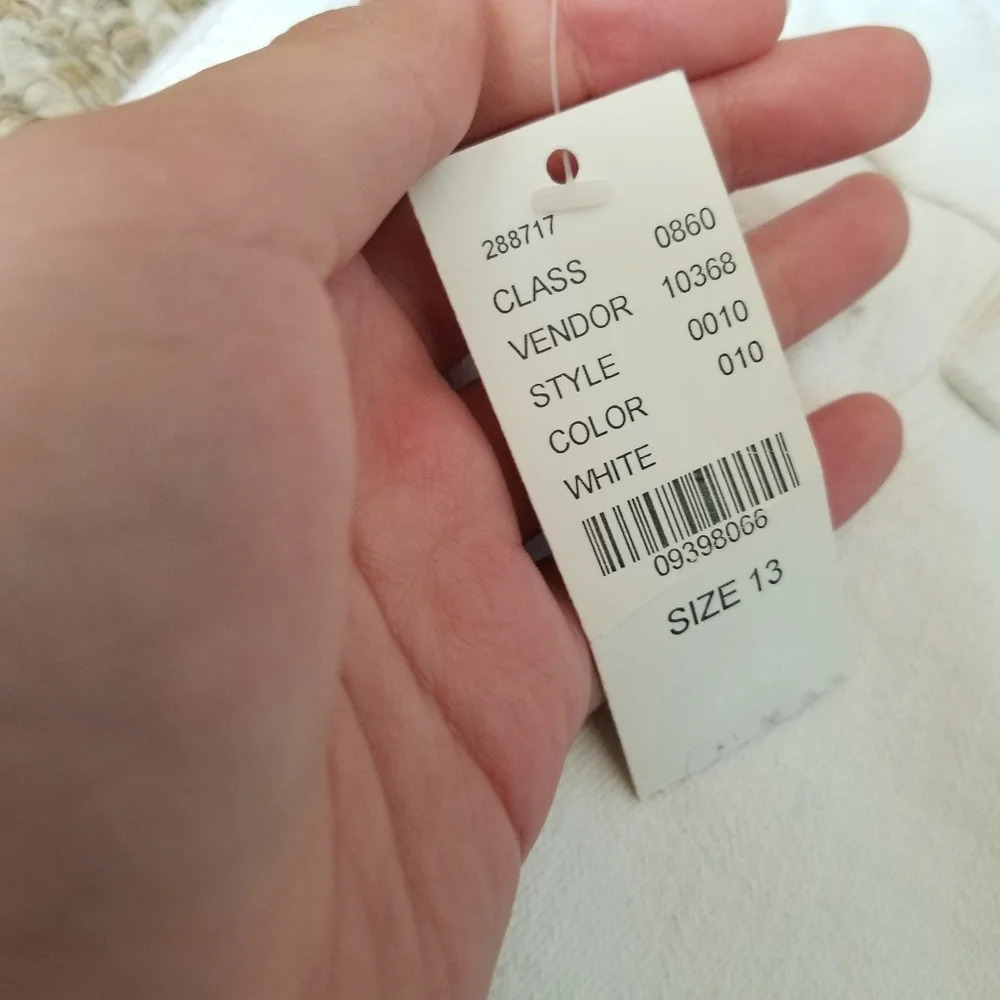 288717
CLASS 0860
VENDOR 10368
STYLE 0010
COLOR 010
WHITE
09398066
SIZE 13